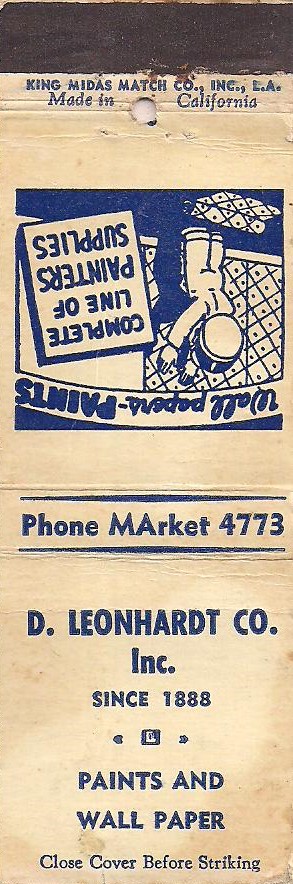 KING MIDAS MATCH CO., INC., L.A.
Made in California
Wall papers - PAINTS
COMPLETE
LINE OF
PAINTERS
SUPPLIES
Phone MArket 4773
D. LEONHARDT CO.
Inc.
SINCE 1888
PAINTS AND
WALL PAPER
Close Cover Before Striking